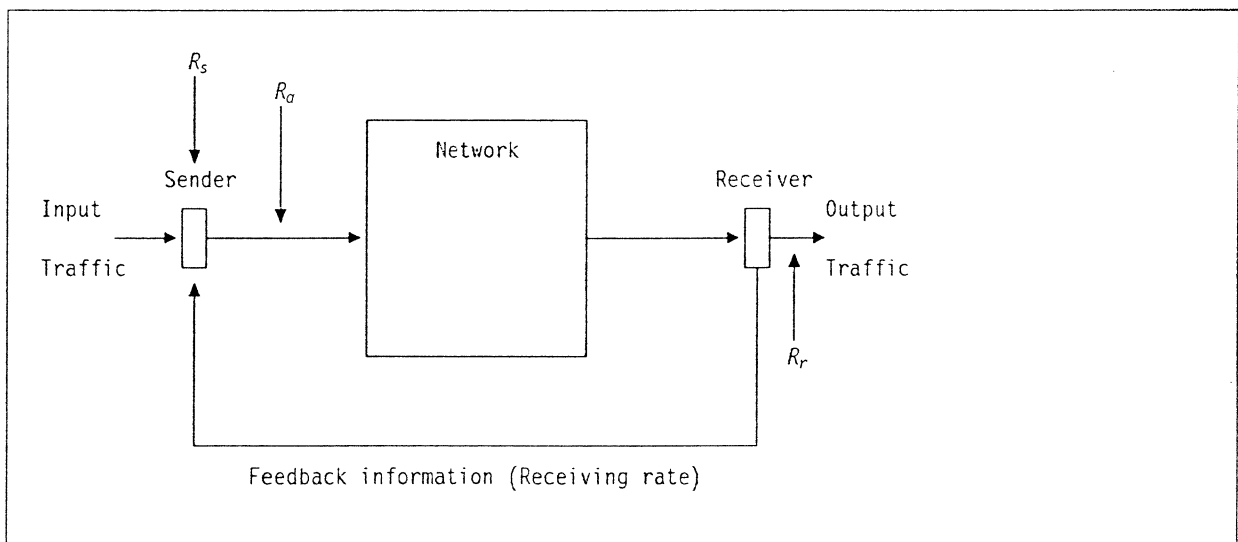 R_s
R_a
Network
Sender
Receiver
Input
Output
Traffic
Traffic
R_r
Feedback information (Receiving rate)